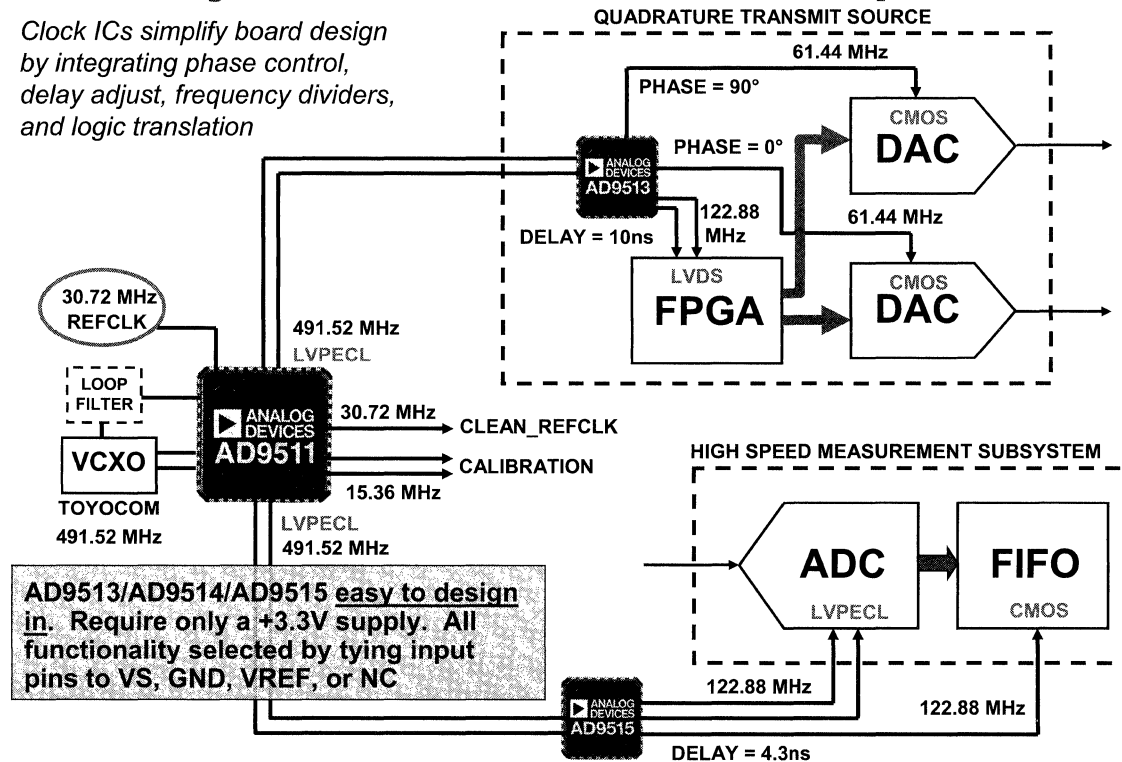 Clock ICs simplify board design
by integrating phase control,
delay adjust, frequency dividers,
and logic translation
QUADRATURE TRANSMIT SOURCE
61.44 MHz
PHASE = 90°
CMOS
DAC
PHASE = 0°
ANALOG
DEVICES
AD9513
122.88
MHz
61.44 MHz
DELAY = 10ns
LVDS
FPGA
CMOS
DAC
30.72 MHz
REFCLK
491.52 MHz
LVPECL
LOOP
FILTER
ANALOG
DEVICES
AD9511
30.72 MHz
CLEAN_REFCLK
VCXO
CALIBRATION
15.36 MHz
TOYOCOM
491.52 MHz
LVPECL
491.52 MHz
HIGH SPEED MEASUREMENT SUBSYSTEM
ADC
LVPECL
FIFO
CMOS
AD9513/AD9514/AD9515 easy to design
in. Require only a +3.3V supply. All
functionality selected by tying input
pins to VS, GND, VREF, or NC
122.88 MHz
ANALOG
DEVICES
AD9515
122.88 MHz
DELAY = 4.3ns